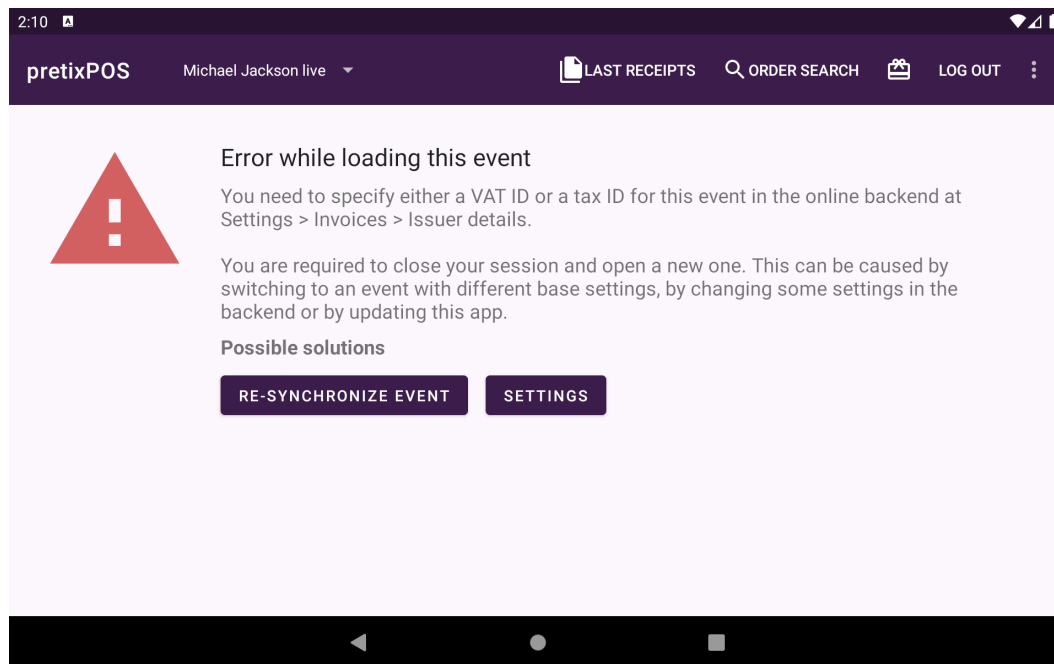 2:10
pretixPOS Michael Jackson live LAST RECEIPTS ORDER SEARCH LOG OUT
Error while loading this event
You need to specify either a VAT ID or a tax ID for this event in the online backend at
Settings > Invoices > Issuer details.
You are required to close your session and open a new one. This can be caused by
switching to an event with different base settings, by changing some settings in the
backend or by updating this app.
Possible solutions
RE-SYNCHRONIZE EVENT SETTINGS